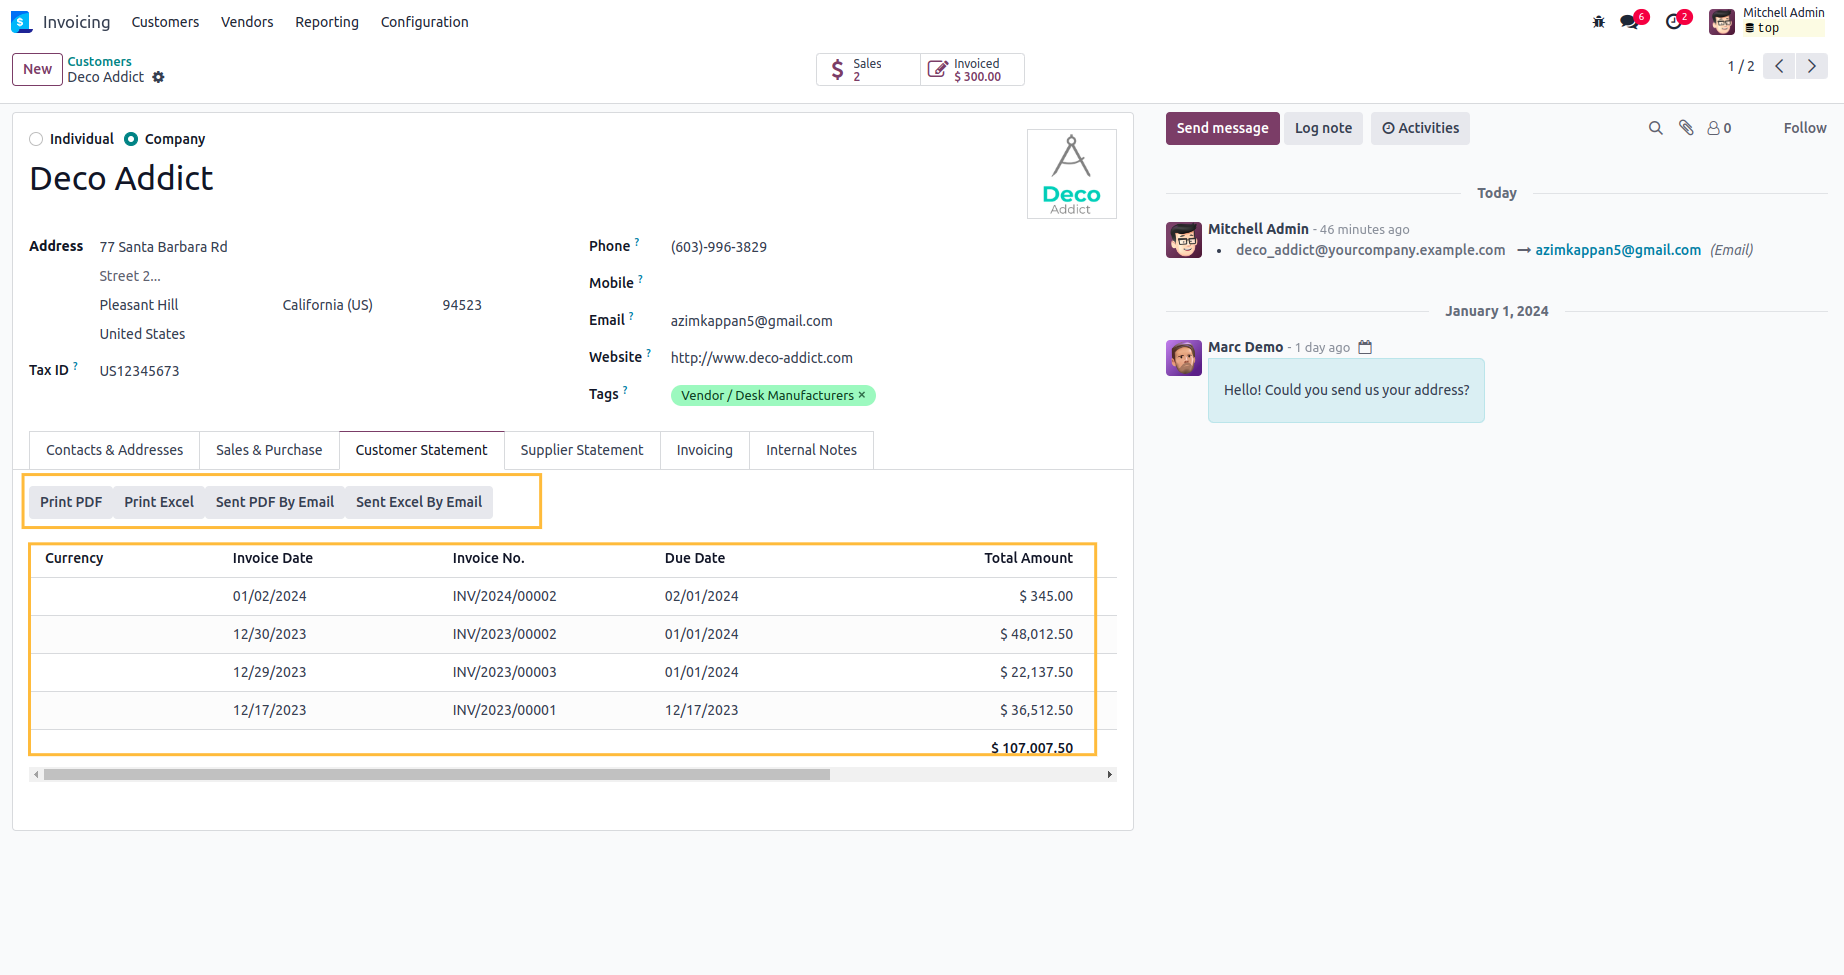 Invoicing Customers Vendors Reporting Configuration
6 2 Mitchell Admin
top
New Customers
Deco Addict
Sales
2
Invoiced
$ 300.00
1 / 2
Individual Company
Deco Addict
Deco
Addict
Address 77 Santa Barbara Rd
Street 2...
Pleasant Hill California (US) 94523
United States
Tax ID ? US12345673
Phone ? (603)-996-3829
Mobile ?
Email ? azimkappan5@gmail.com
Website ? http://www.deco-addict.com
Tags ? Vendor / Desk Manufacturers ×
Contacts & Addresses Sales & Purchase Customer Statement Supplier Statement Invoicing Internal Notes
Print PDF Print Excel Sent PDF By Email Sent Excel By Email
Currency Invoice Date Invoice No. Due Date Total Amount
01/02/2024 INV/2024/00002 02/01/2024 $ 345.00
12/30/2023 INV/2023/00002 01/01/2024 $ 48,012.50
12/29/2023 INV/2023/00003 01/01/2024 $ 22,137.50
12/17/2023 INV/2023/00001 12/17/2023 $ 36,512.50
$ 107,007.50
Send message Log note Activities 0 Follow
Today
Mitchell Admin - 46 minutes ago
• deco_addict@yourcompany.example.com → azimkappan5@gmail.com (Email)
January 1, 2024
Marc Demo - 1 day ago
Hello! Could you send us your address?